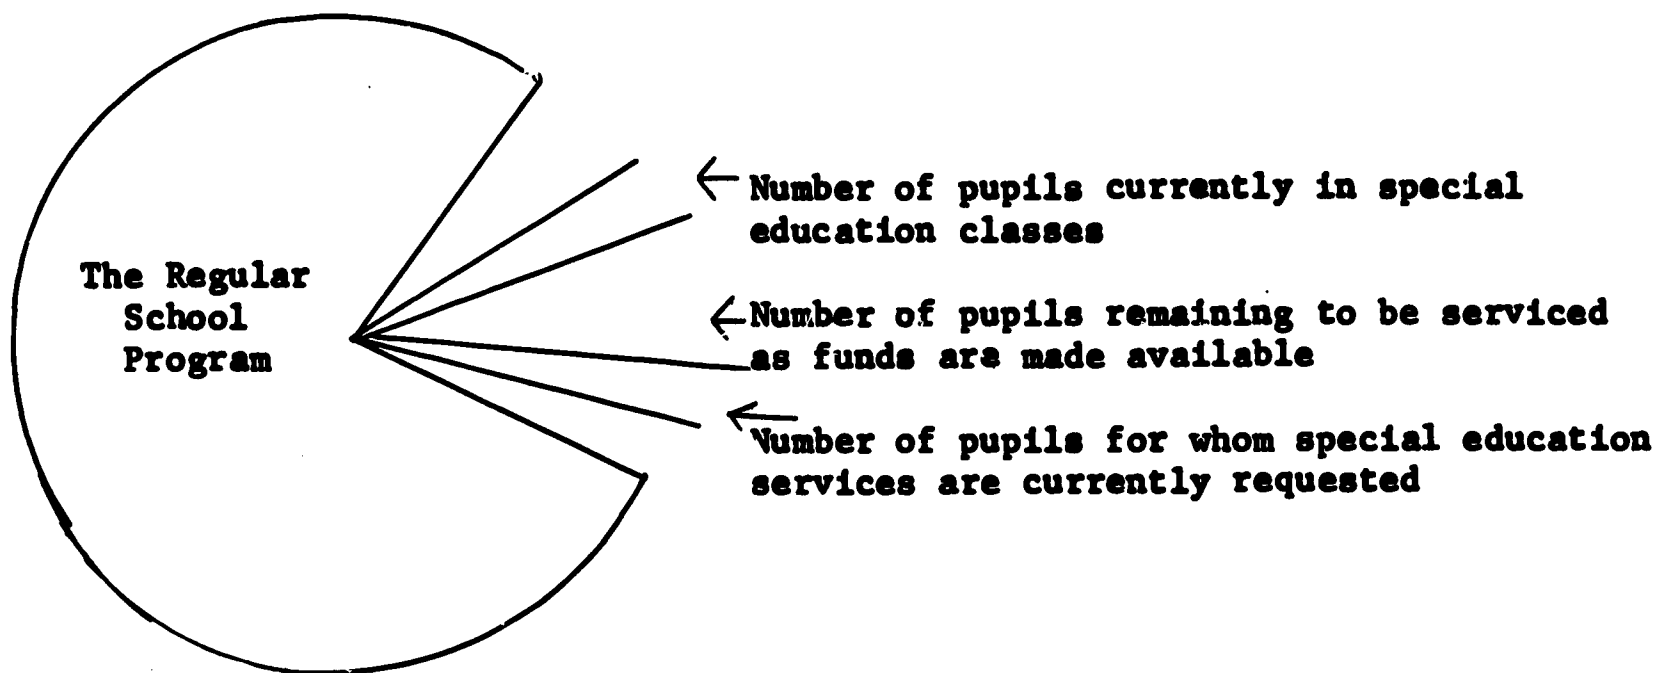 Number of pupils currently in special
education classes
The Regular
School
Program
Number of pupils remaining to be serviced
as funds are made available
Number of pupils for whom special education
services are currently requested